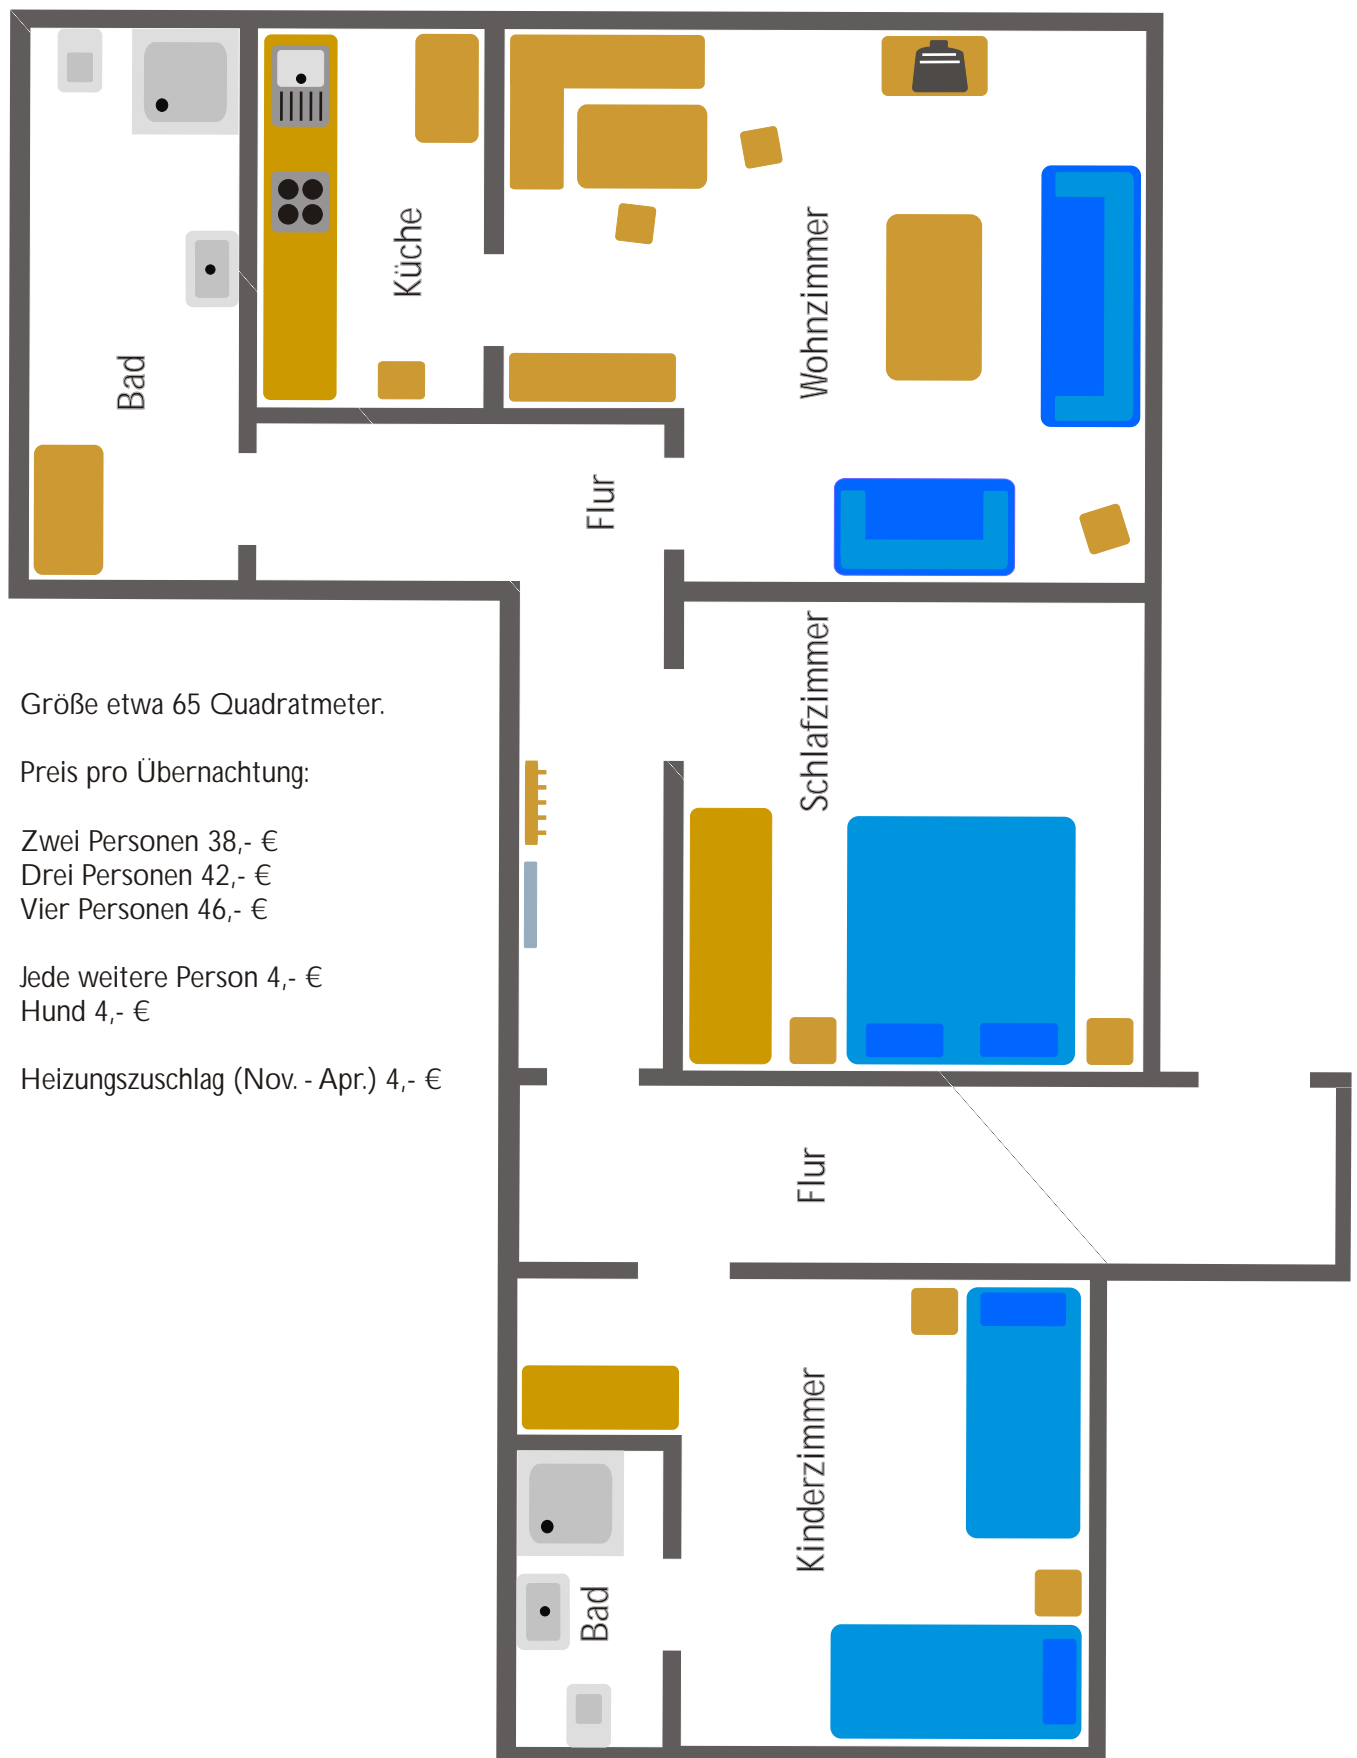 Bad
Küche
Wohnzimmer
Flur
Schlafzimmer
Größe etwa 65 Quadratmeter.
Preis pro Übernachtung:
Zwei Personen 38,- €
Drei Personen 42,- €
Vier Personen 46,- €
Jede weitere Person 4,- €
Hund 4,- €
Heizungszuschlag (Nov. - Apr.) 4,- €
Flur
Kinderzimmer
Bad